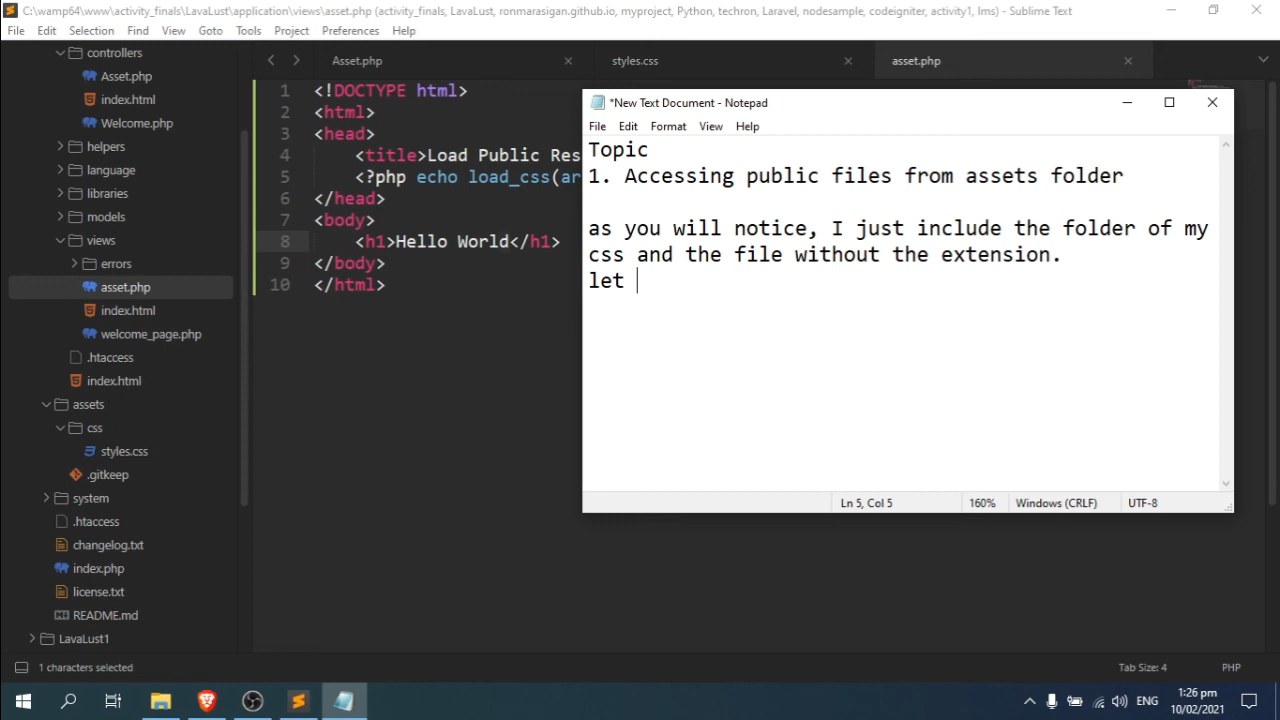 C:\wamp64\www\activity_finals\LavaLust\application\views\asset.php (activity_finals, LavaLust, ronmarasigan.github.io, myproject, Python, techron, Laravel, nodesample, codeigniter, activity1, lms) - Sublime Text
File Edit Selection Find View Goto Tools Project Preferences Help
controllers
Asset.php
index.html
Welcome.php
helpers
language
libraries
models
views
errors
asset.php
index.html
welcome_page.php
.htaccess
index.html
assets
css
styles.css
.gitkeep
system
.htaccess
changelog.txt
index.php
license.txt
README.md
LavaLust1
Asset.php
styles.css
asset.php
1 <!DOCTYPE html>
2 <html>
3 <head>
4 <title>Load Public Res
5 <?php echo load_css(ar
6 </head>
7 <body>
8 <h1>Hello World</h1>
9 </body>
10 </html>
*New Text Document - Notepad
File Edit Format View Help
Topic
1. Accessing public files from assets folder
as you will notice, I just include the folder of my
css and the file without the extension.
let
Ln 5, Col 5 160% Windows (CRLF) UTF-8
1 characters selected Tab Size: 4 PHP
ENG 1:26 pm
10/02/2021